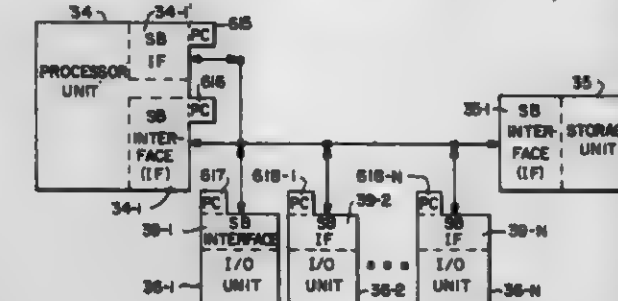 34
34-1
SB
IF
PC
615
PROCESSOR
UNIT
PC
616
SB
INTER-
FACE
(IF)
34-1
35
35-1
SB
INTER-
FACE
(IF)
STORAGE
UNIT
617
PC
39-1
SB
INTERFACE
I/O
UNIT
36-1
618-1
PC
39-2
SB
IF
I/O
UNIT
36-2
618-N
PC
SB
IF
39-N
I/O
UNIT
36-N